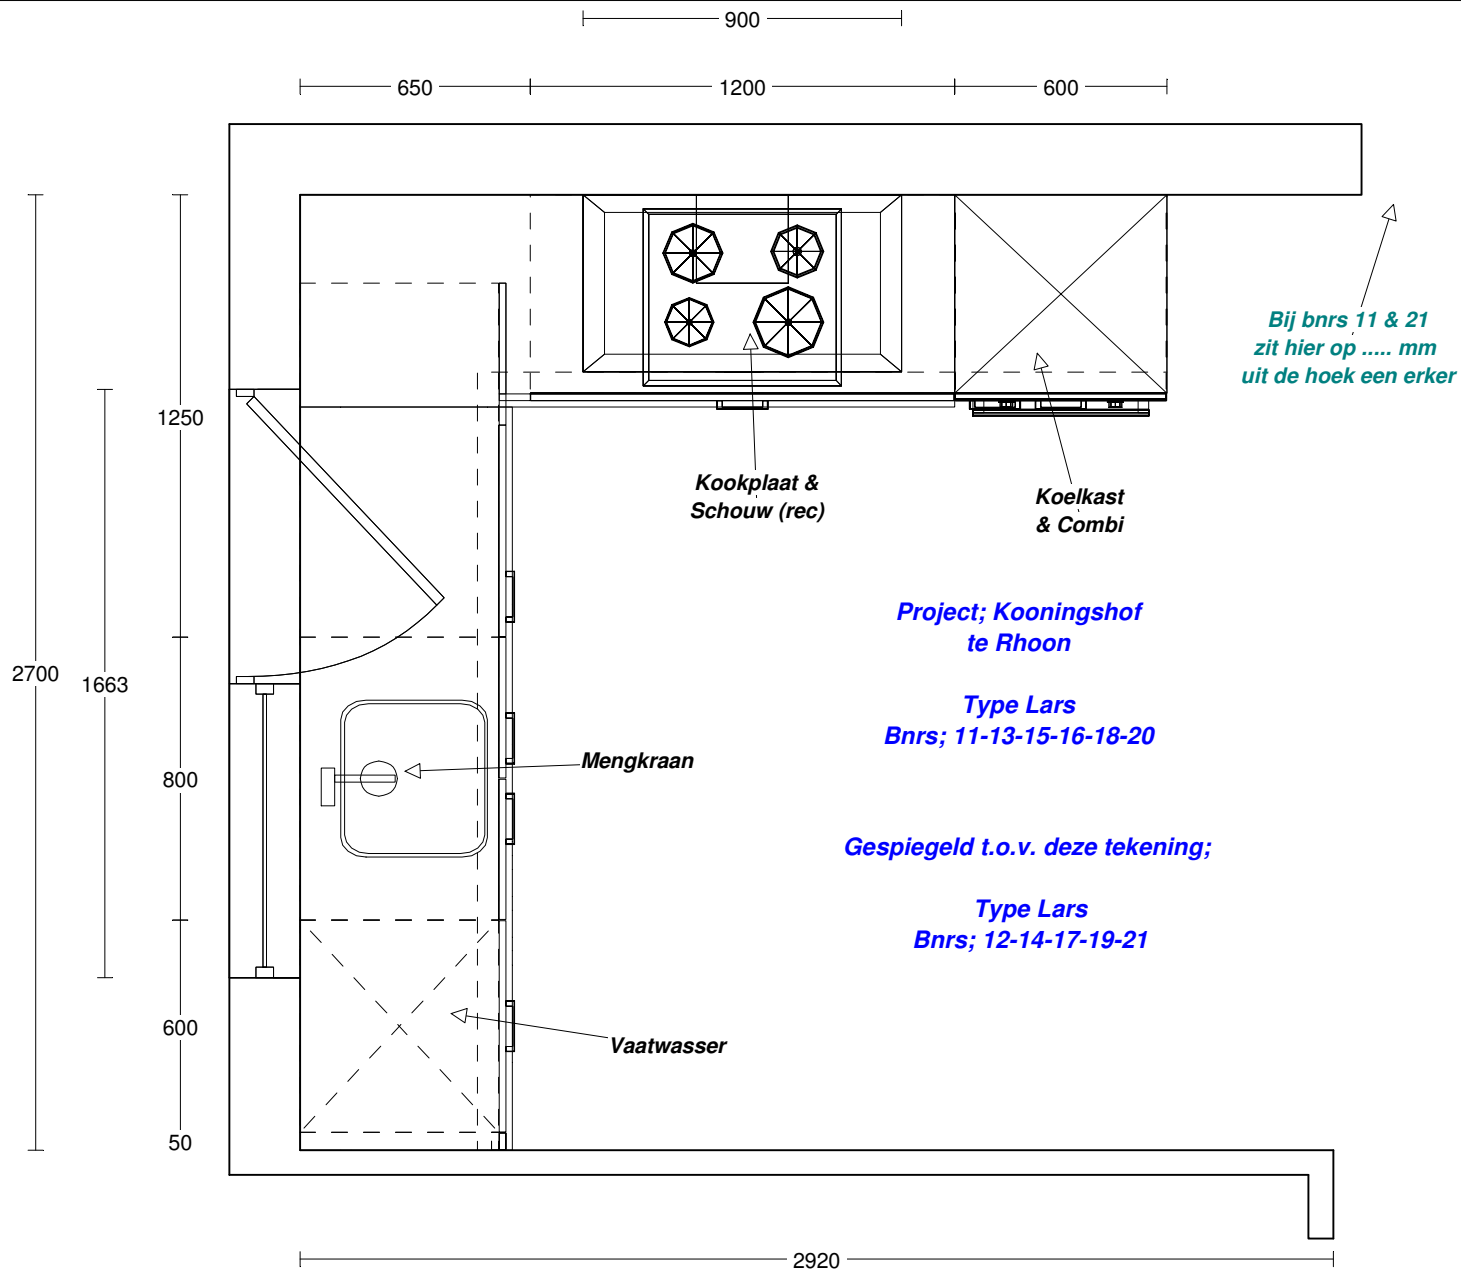 900
650
1200
600
Bij bnrs 11 & 21
zit hier op ..... mm
uit de hoek een erker
1250
Kookplaat &
Schouw (rec)
Koelkast
& Combi
Project; Kooningshof
te Rhoon
2700
1663
Type Lars
Bnrs; 11-13-15-16-18-20
Mengkraan
800
Gespiegeld t.o.v. deze tekening;
Type Lars
Bnrs; 12-14-17-19-21
600
Vaatwasser
50
2920